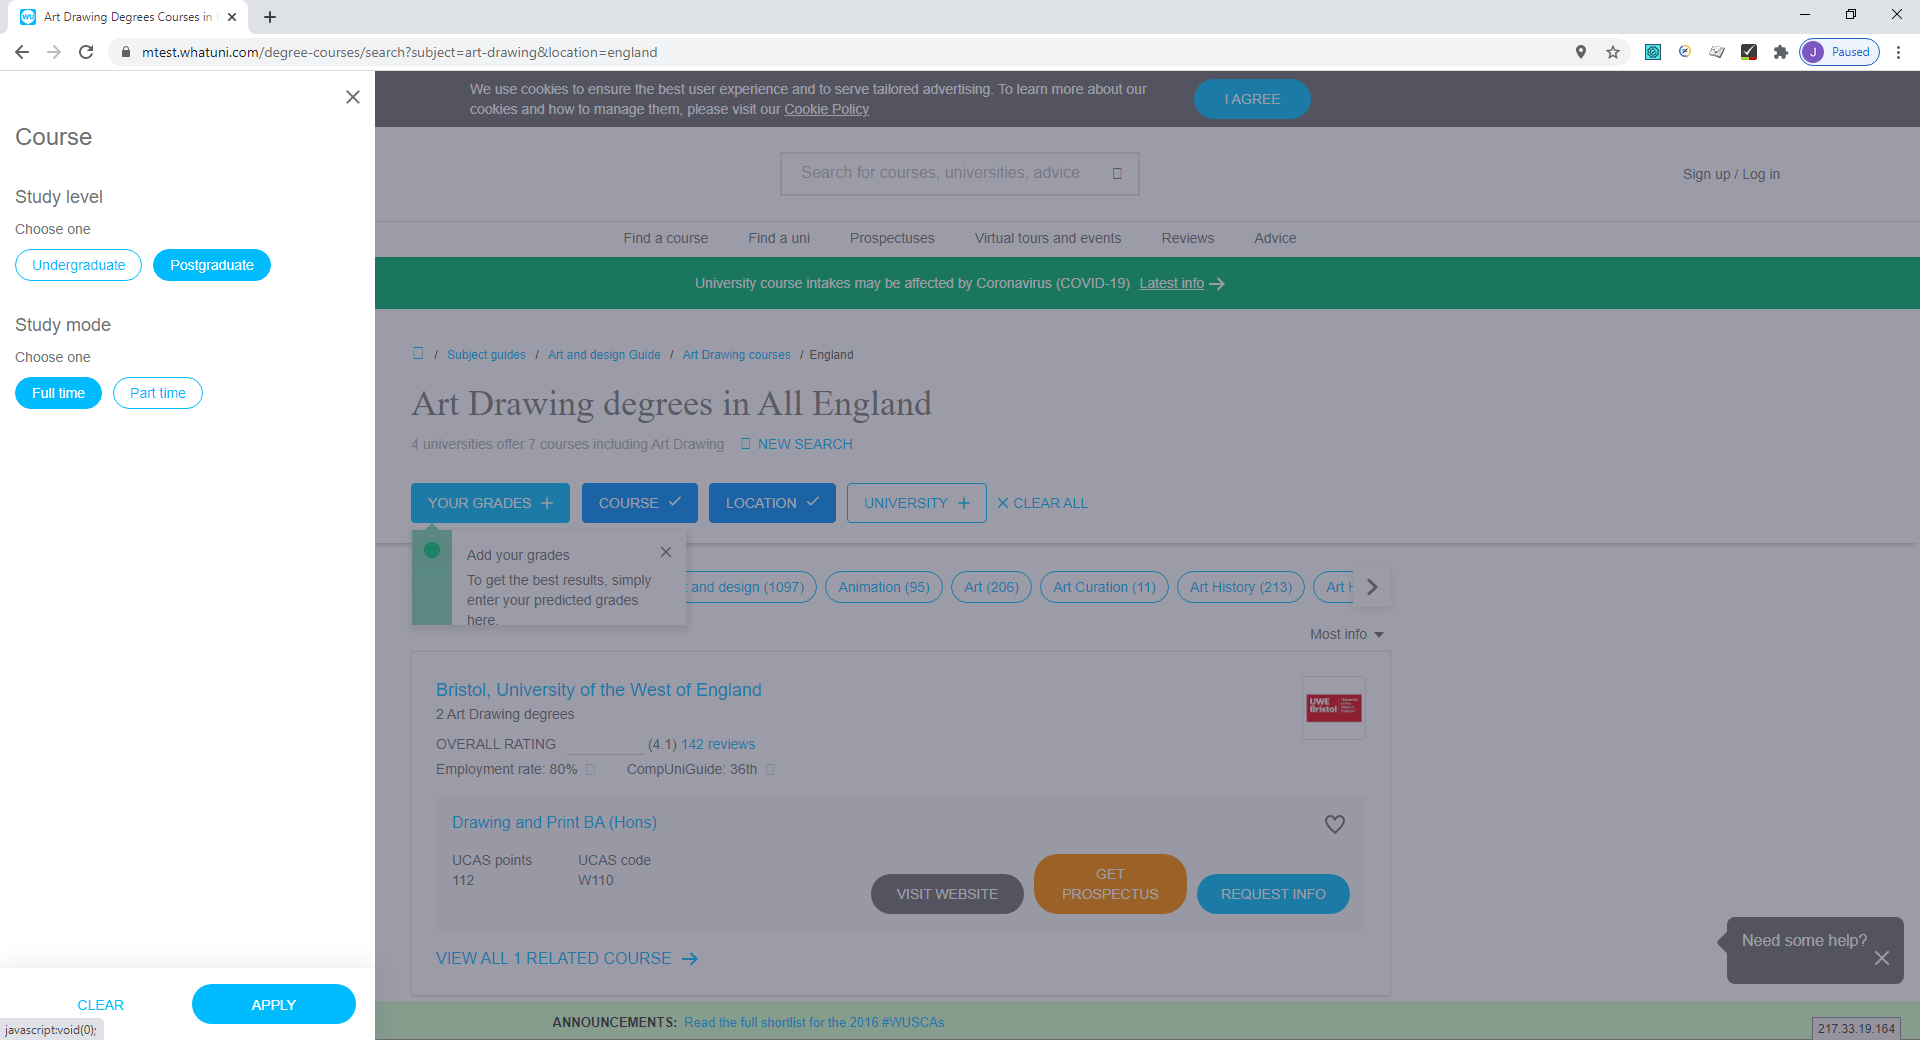 Art Drawing Degrees Courses in
mtest.whatuni.com/degree-courses/search?subject=art-drawing&location=england
J Paused
Course
Study level
Choose one
Undergraduate Postgraduate
Study mode
Choose one
Full time Part time
CLEAR APPLY
javascript:void(0);
We use cookies to ensure the best user experience and to serve tailored advertising. To learn more about our
cookies and how to manage them, please visit our Cookie Policy
I AGREE
Search for courses, universities, advice
Sign up / Log in
Find a course Find a uni Prospectuses Virtual tours and events Reviews Advice
University course intakes may be affected by Coronavirus (COVID-19) Latest info
/ Subject guides / Art and design Guide / Art Drawing courses / England
Art Drawing degrees in All England
4 universities offer 7 courses including Art Drawing NEW SEARCH
YOUR GRADES COURSE LOCATION UNIVERSITY CLEAR ALL
Add your grades
To get the best results, simply
enter your predicted grades
here.
and design (1097) Animation (95) Art (206) Art Curation (11) Art History (213) Art
Most info
Bristol, University of the West of England
2 Art Drawing degrees
UWE
Bristol
OVERALL RATING (4.1) 142 reviews
Employment rate: 80% CompUniGuide: 36th
Drawing and Print BA (Hons)
UCAS points UCAS code
112 W110
VISIT WEBSITE
GET
PROSPECTUS
REQUEST INFO
VIEW ALL 1 RELATED COURSE
Need some help?
ANNOUNCEMENTS: Read the full shortlist for the 2016 #WUSCAs
217.33.19.164